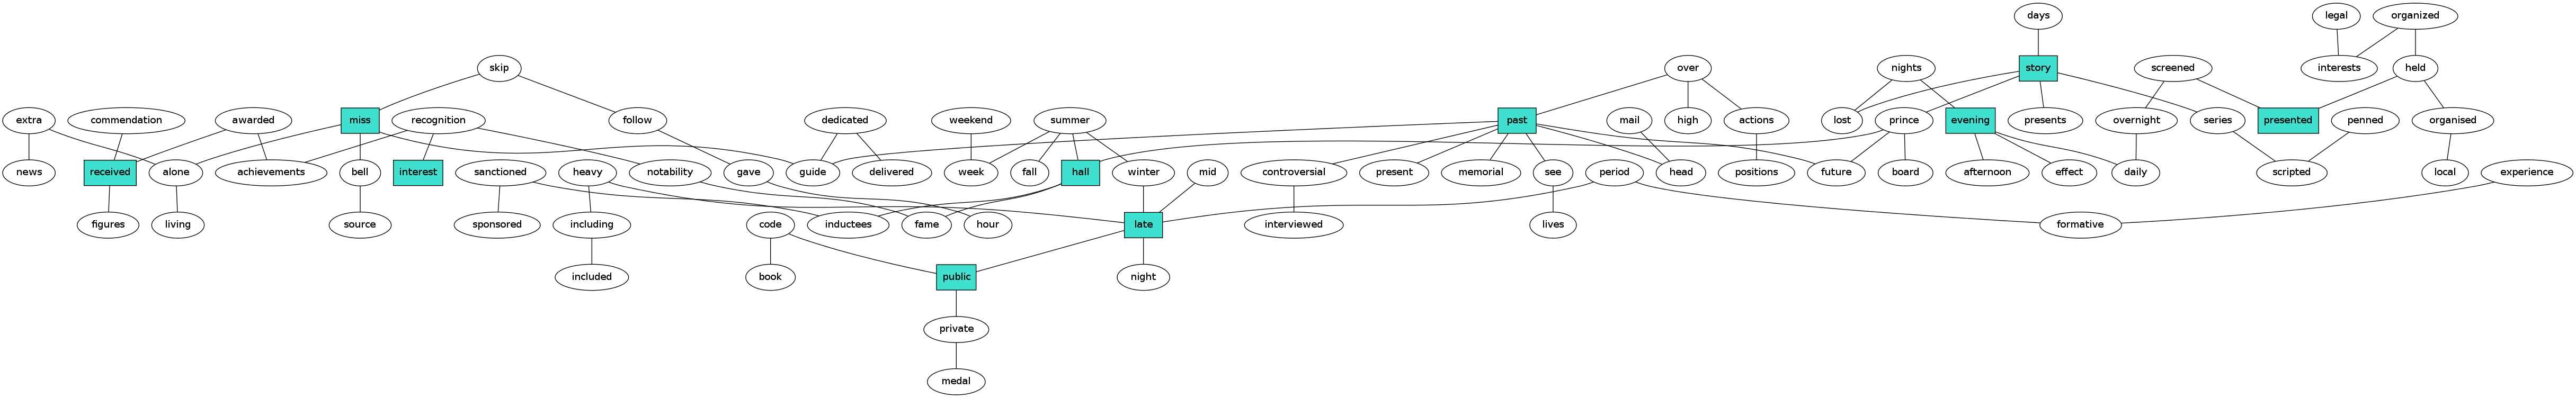 days
legal
organized
skip
over
nights
story
screened
interests
held
extra
commendation
awarded
miss
recognition
follow
dedicated
weekend
summer
past
mail
high
actions
lost
prince
evening
presents
overnight
series
presented
penned
organised
news
received
alone
achievements
bell
interest
sanctioned
heavy
notability
gave
guide
delivered
week
fall
hall
winter
mid
controversial
present
memorial
see
period
head
positions
future
board
afternoon
effect
daily
scripted
local
experience
figures
living
source
sponsored
including
code
inductees
fame
hour
late
interviewed
lives
formative
included
book
public
night
private
medal